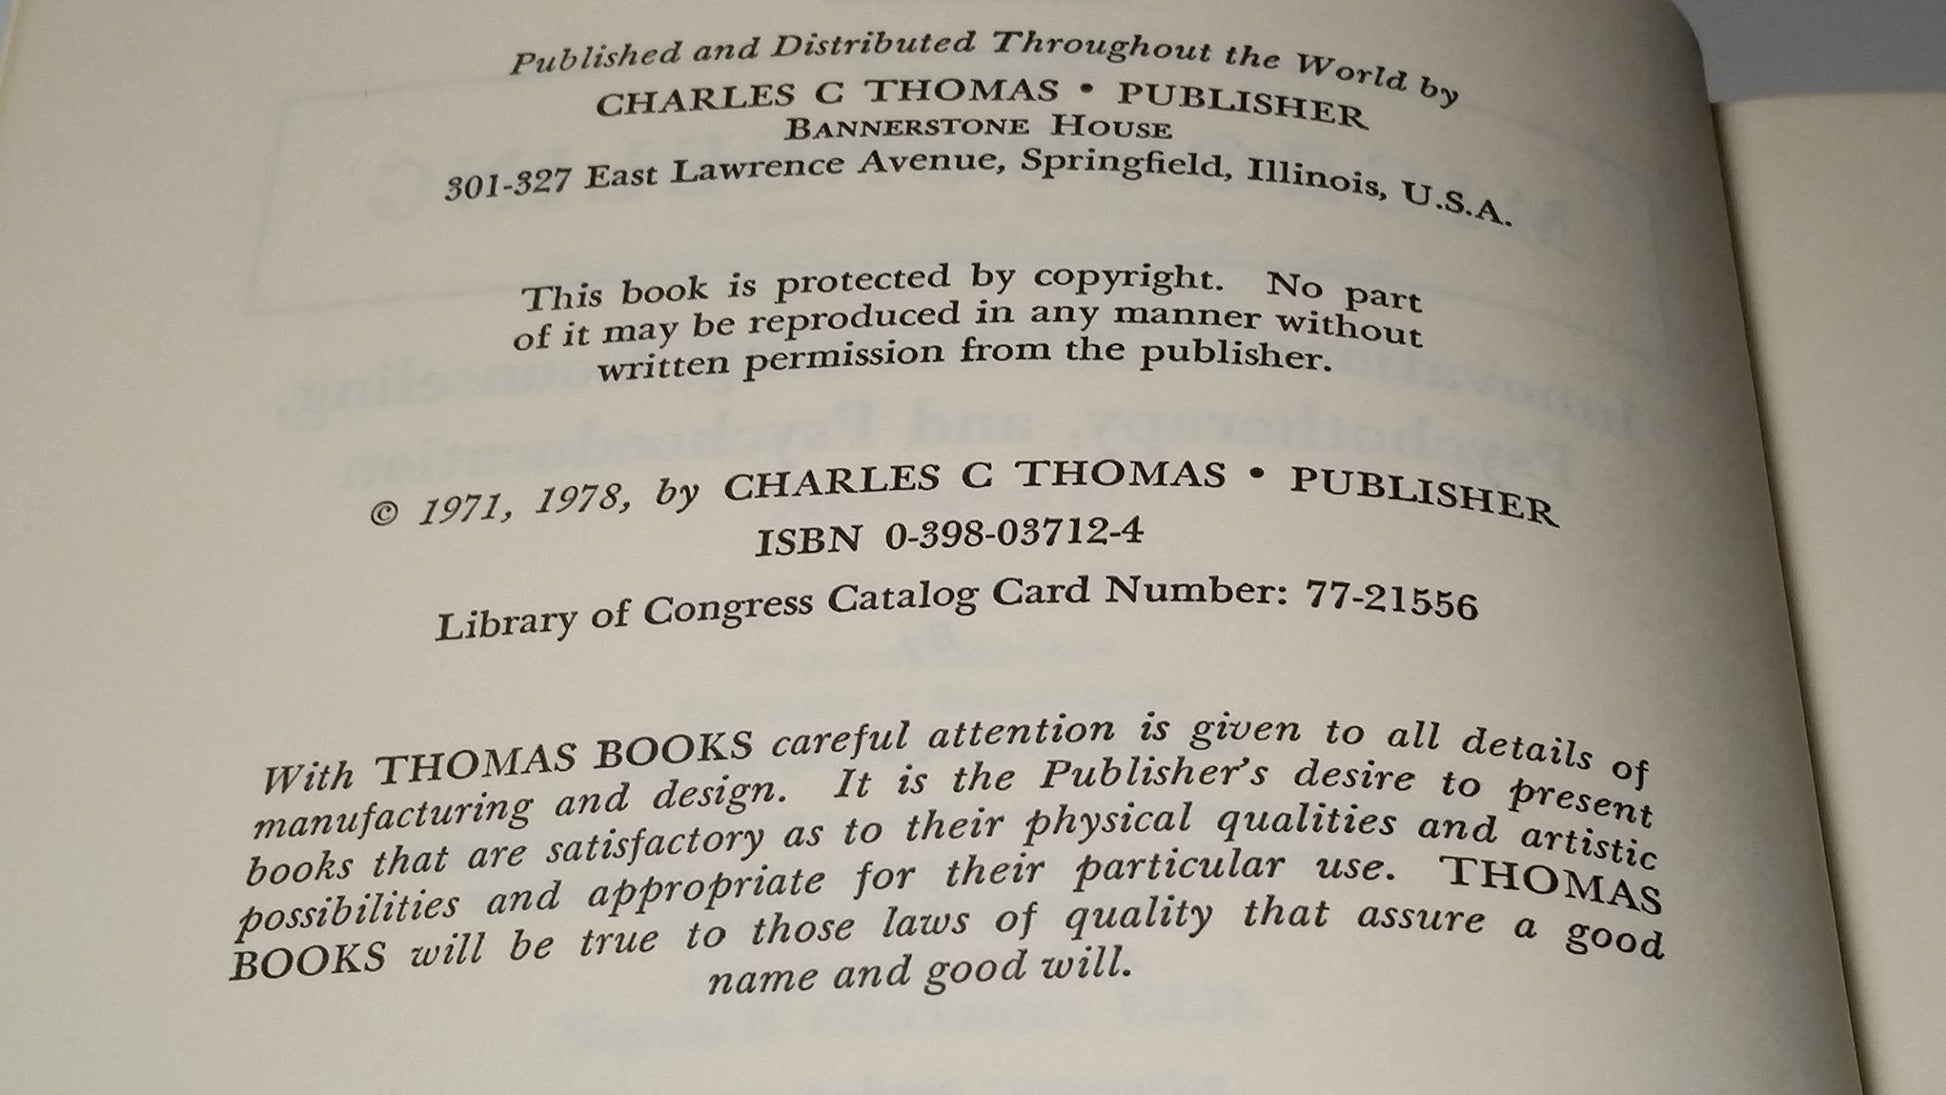 Published and Distributed Throughout the World by
CHARLES C THOMAS • PUBLISHER
BANNERSTONE HOUSE
301-327 East Lawrence Avenue, Springfield, Illinois, U.S.A.
This book is protected by copyright. No part
of it may be reproduced in any manner without
written permission from the publisher.
© 1971, 1978, by CHARLES C THOMAS • PUBLISHER
ISBN 0-398-03712-4
Library of Congress Catalog Card Number: 77-21556
With THOMAS BOOKS careful attention is given to all details of
manufacturing and design. It is the Publisher's desire to present
books that are satisfactory as to their physical qualities and artistic
possibilities and appropriate for their particular use. THOMAS
BOOKS will be true to those laws of quality that assure a good
name and good will.